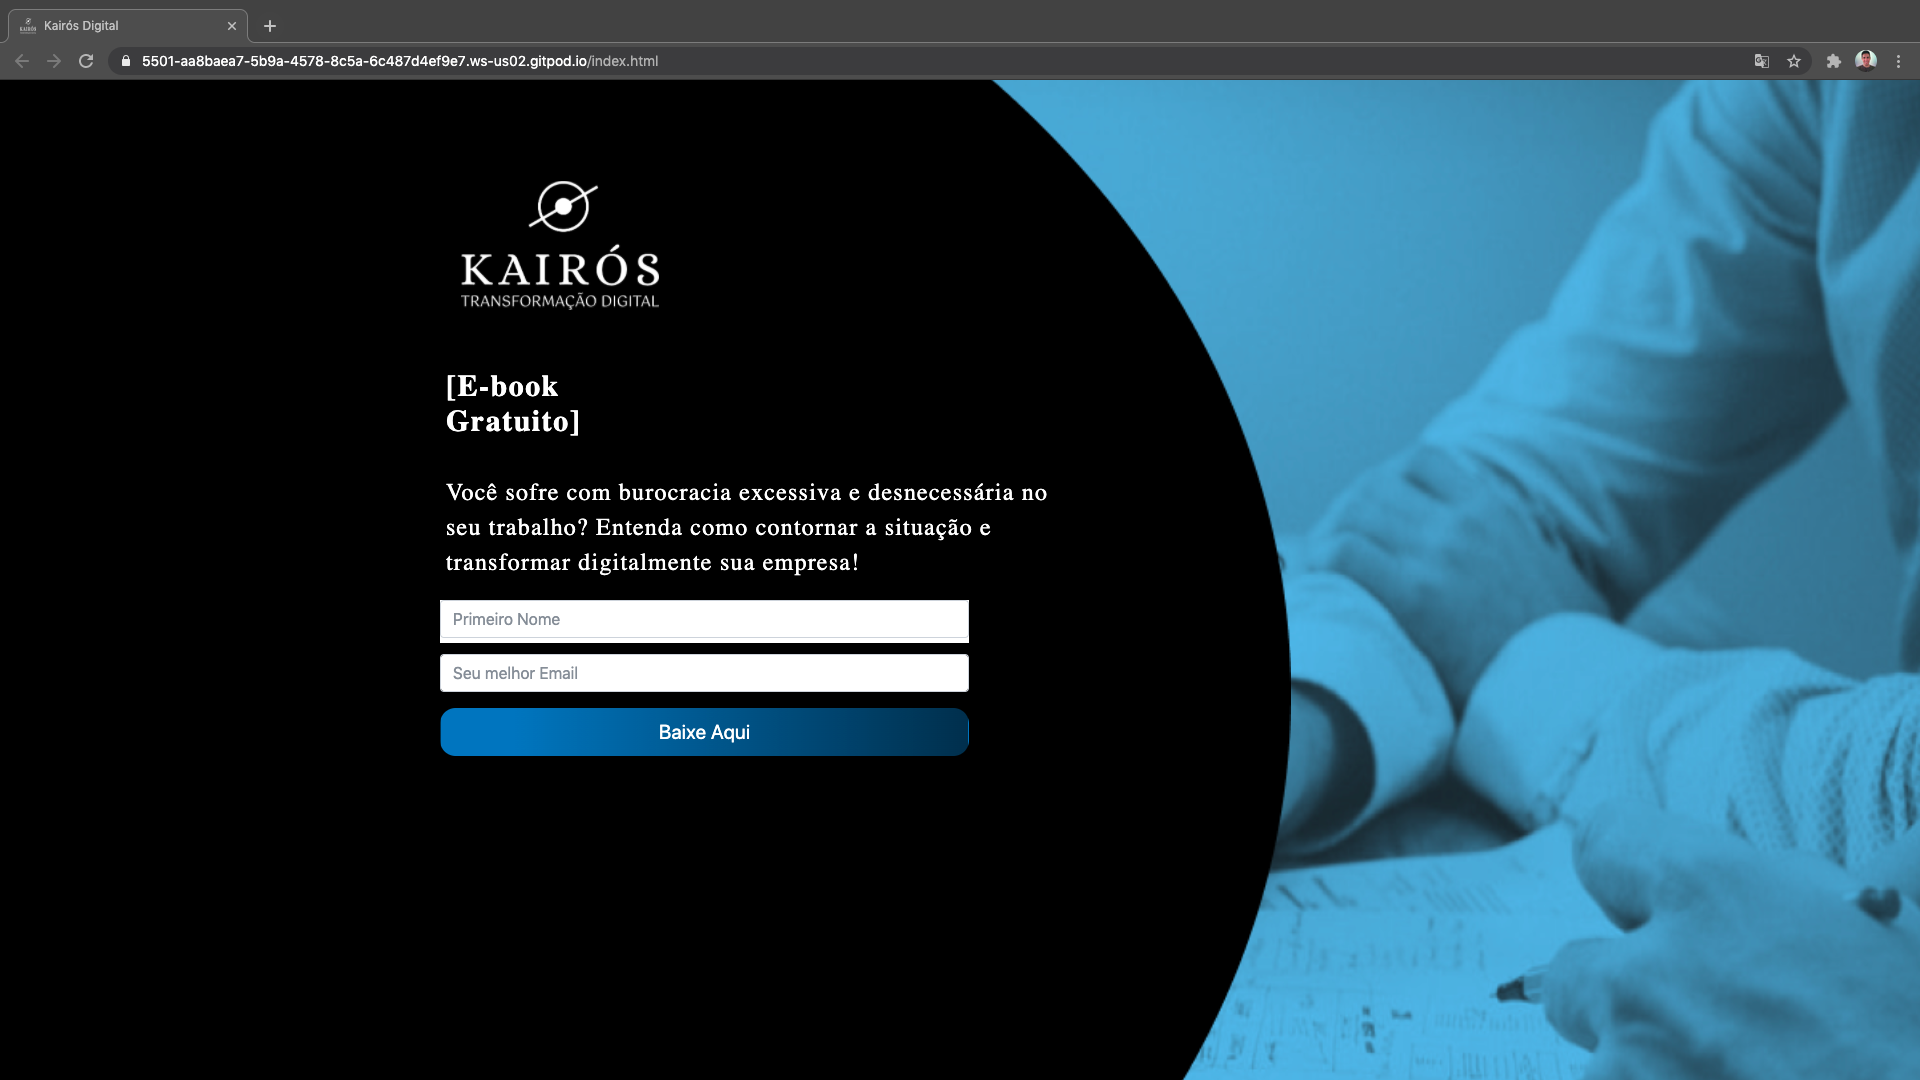 Kairós Digital
5501-aa8baea7-5b9a-4578-8c5a-6c487d4ef9e7.ws-us02.gitpod.io/index.html
KAIRÓS
TRANSFORMAÇÃO DIGITAL
[E-book
Gratuito]
Você sofre com burocracia excessiva e desnecessária no
seu trabalho? Entenda como contornar a situação e
transformar digitalmente sua empresa!
Primeiro Nome
Seu melhor Email
Baixe Aqui